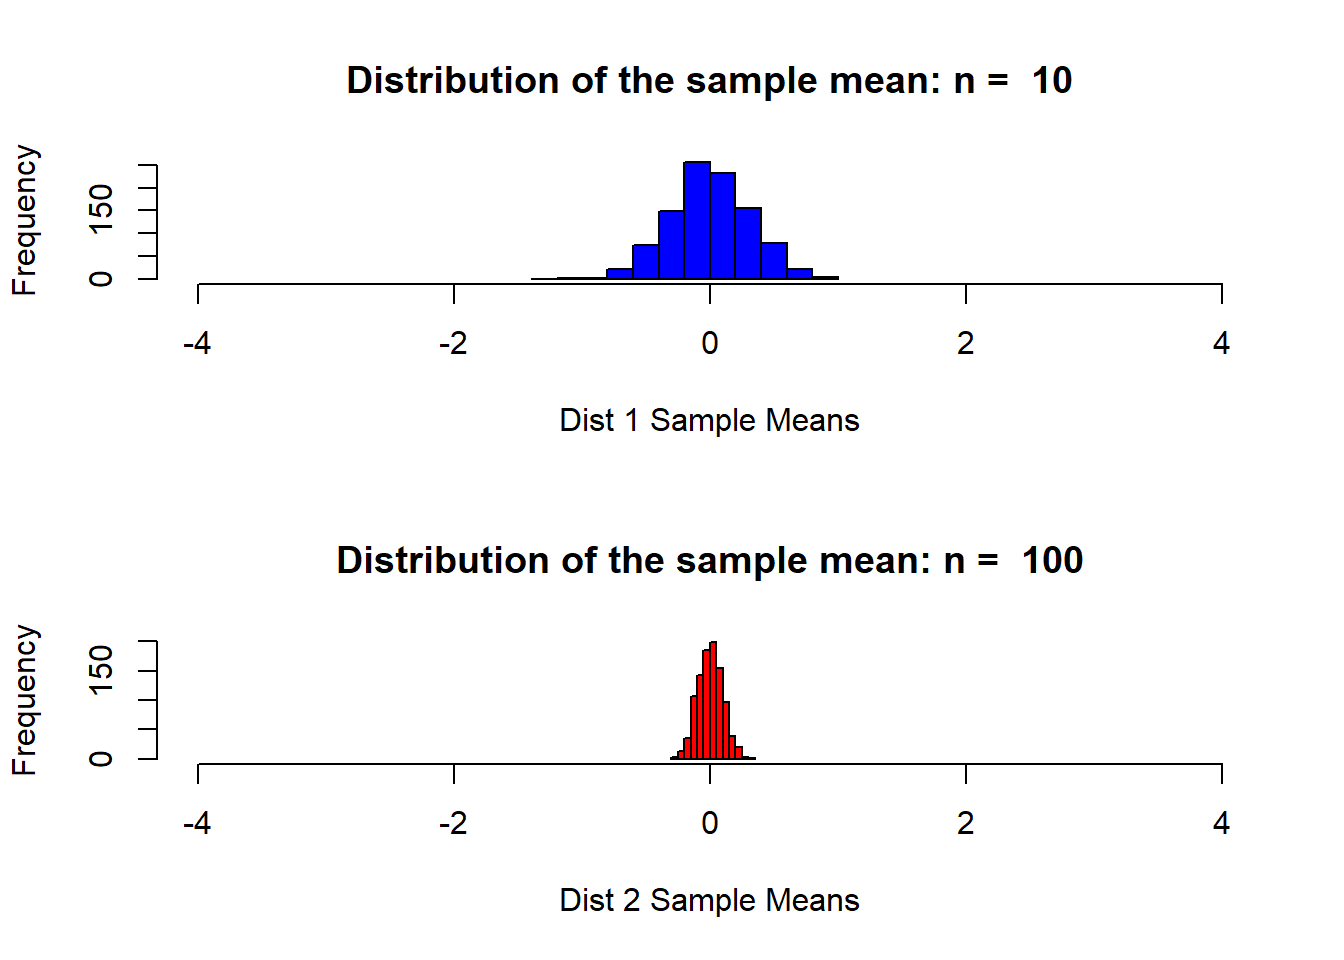 Distribution of the sample mean: n =  10
Frequency
150
0
-4 -2 0 2 4
Dist 1 Sample Means
Distribution of the sample mean: n =  100
Frequency
150
0
-4 -2 0 2 4
Dist 2 Sample Means